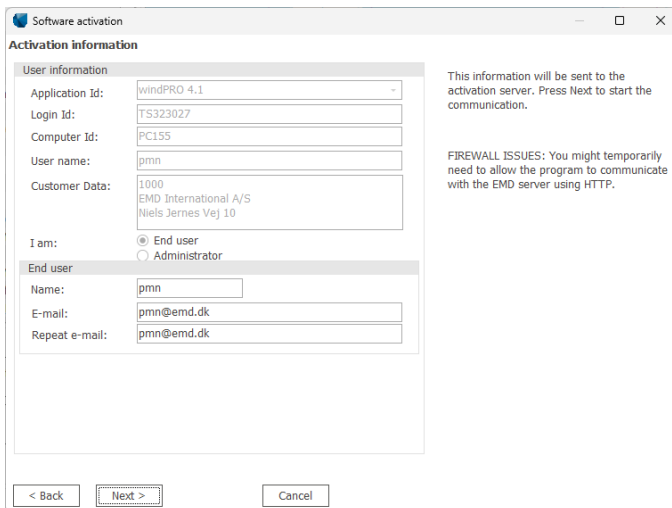 Software activation
Activation information
User information
Application Id:
windPRO 4.1
Login Id:
TS323027
Computer Id:
PC155
User name:
pmn
Customer Data:
1000
EMD International A/S
Niels Jernes Vej 10
I am:
End user
Administrator
End user
Name:
pmn
E-mail:
pmn@emd.dk
Repeat e-mail:
pmn@emd.dk
This information will be sent to the
activation server. Press Next to start the
communication.
FIREWALL ISSUES: You might temporarily
need to allow the program to communicate
with the EMD server using HTTP.
< Back
Next >
Cancel